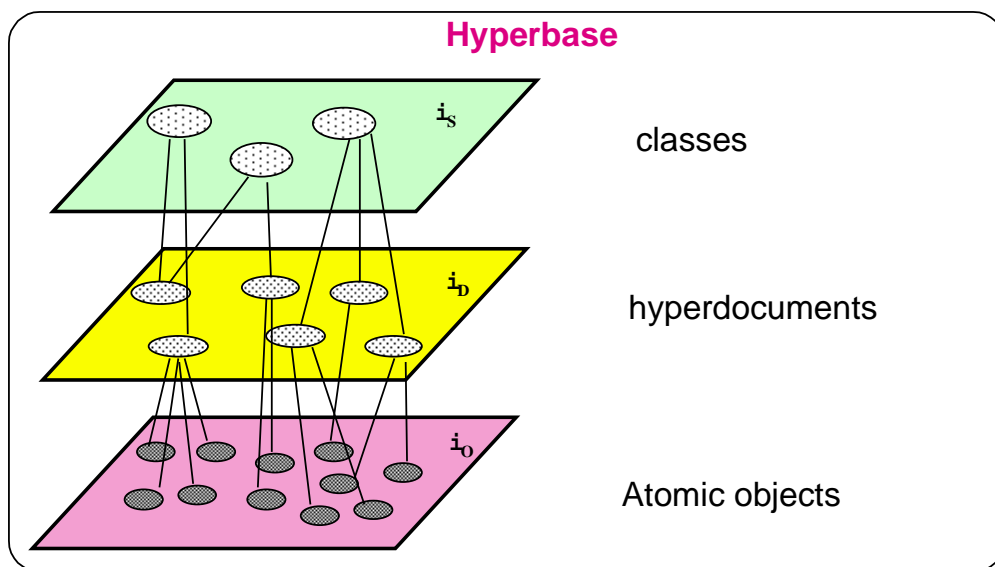 Hyperbase
iS
classes
iD
hyperdocuments
iO
Atomic objects